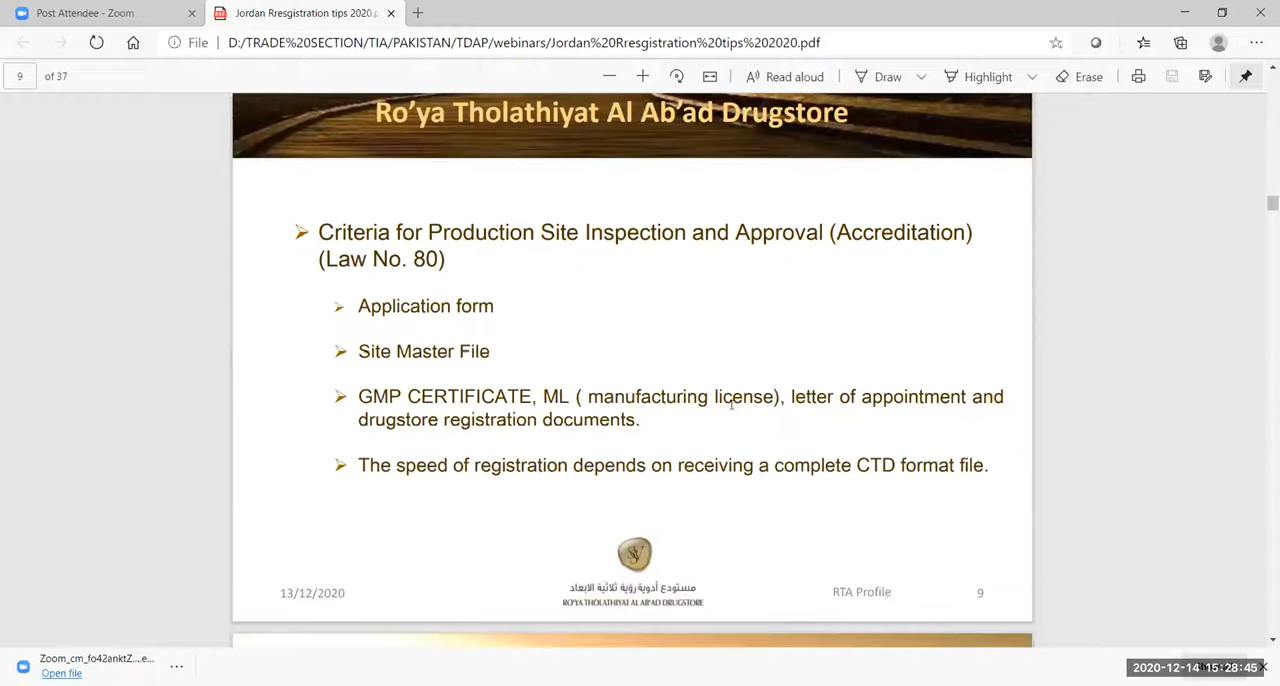 Post Attendee - Zoom
Jordan Rresgistration tips 2020.p
File
D:/TRADE%20SECTION/TIA/PAKISTAN/TDAP/webinars/Jordan%20Rresgistration%20tips%202020.pdf
9 of 37
Read aloud
Draw
Highlight
Erase
Ro'ya Tholathiyat Al Ab'ad Drugstore
Criteria for Production Site Inspection and Approval (Accreditation)
(Law No. 80)
Application form
Site Master File
GMP CERTIFICATE, ML ( manufacturing license), letter of appointment and
drugstore registration documents.
The speed of registration depends on receiving a complete CTD format file.
مستودع أدوية رؤية ثلاثية الابعاد
RO'YA THOLATHIYAT AL AB'AD DRUGSTORE
13/12/2020
RTA Profile
9
Zoom_cm_fo42anktZ....e...
Open file
2020-12-14 15:28:45